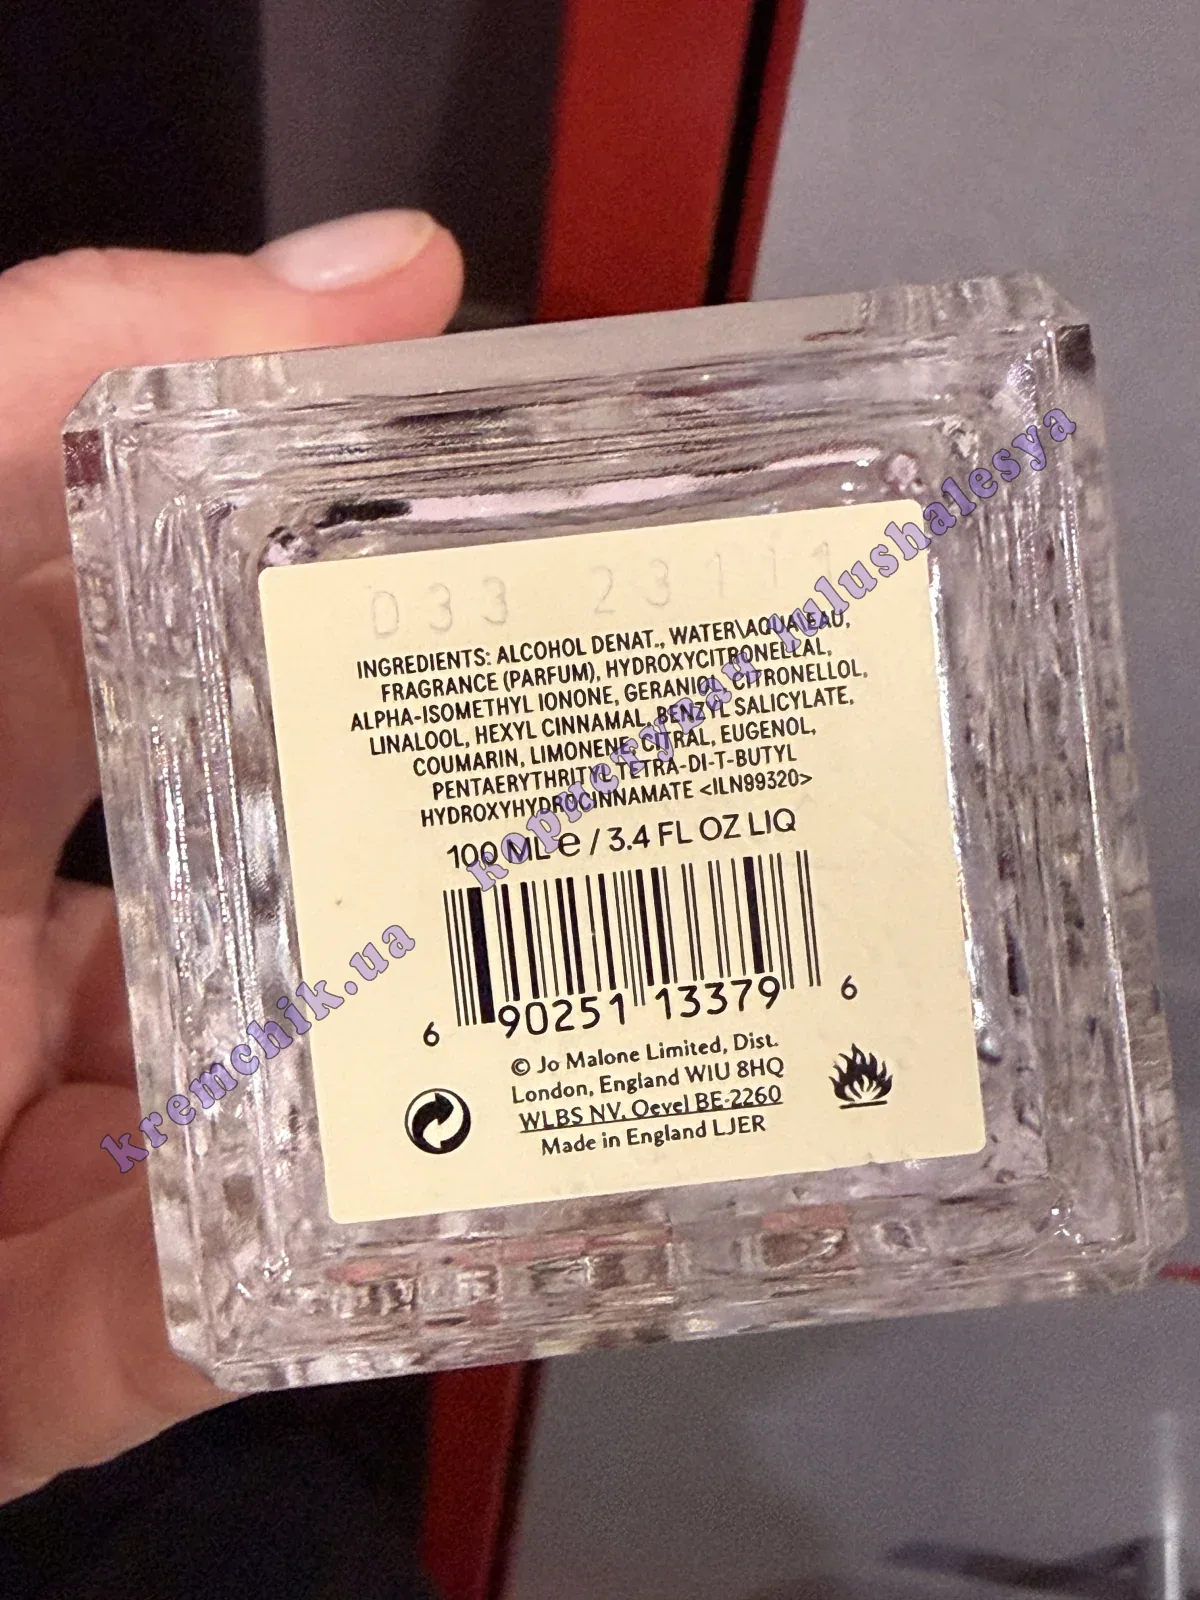 D33 23111
INGREDIENTS: ALCOHOL DENAT., WATER\AQUA\EAU,
FRAGRANCE (PARFUM), HYDROXYCITRONELLAL,
ALPHA-ISOMETHYL IONONE, GERANIOL, CITRONELLOL,
LINALOOL, HEXYL CINNAMAL, BENZYL SALICYLATE,
COUMARIN, LIMONENE, CITRAL, EUGENOL,
PENTAERYTHRITYL TETRA-DI-T-BUTYL
HYDROXYHYDROCINNAMATE <ILN99320>
100 ML e / 3.4 FL OZ LIQ
6 90251 13379 6
© Jo Malone Limited, Dist.
London, England W1U 8HQ
WLBS NV. Oevel BE-2260
Made in England LJER
kremchik.ua копирурпаи lulushalesya